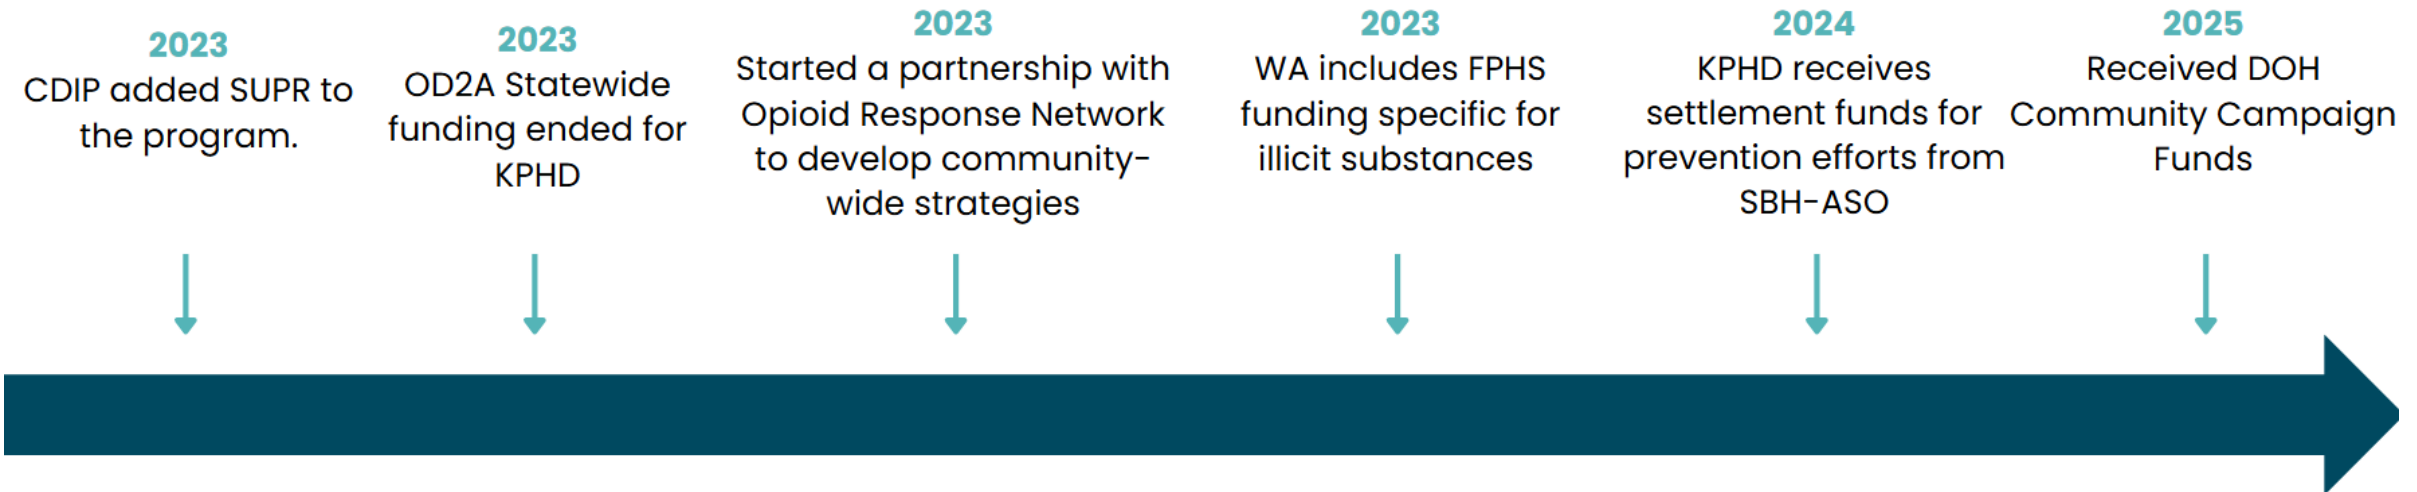 2023
CDIP added SUPR to
the program.
2023
OD2A Statewide
funding ended for
KPHD
2023
Started a partnership with
Opioid Response Network
to develop community-
wide strategies
2023
WA includes FPHS
funding specific for
illicit substances
2024
KPHD receives
settlement funds for
prevention efforts from
SBH-ASO
2025
Received DOH
Community Campaign
Funds